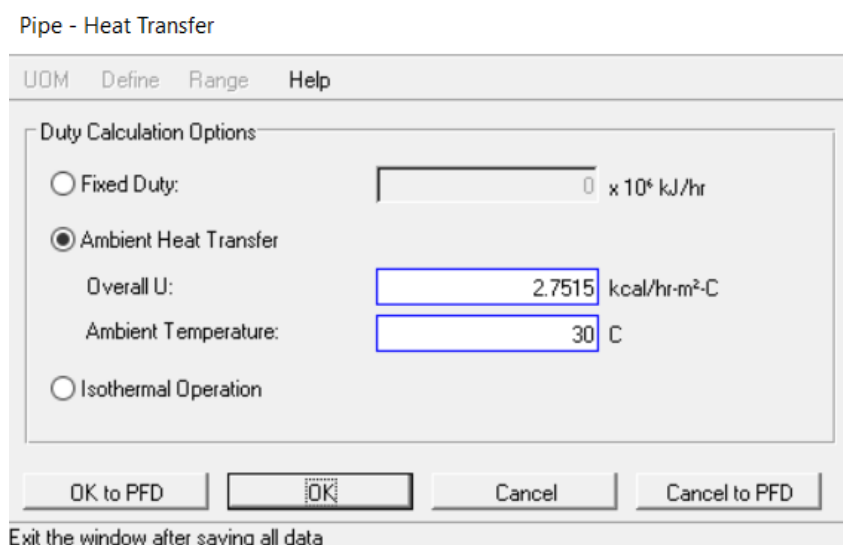 Pipe - Heat Transfer
UOM Define Range Help
Duty Calculation Options
Fixed Duty: 0 x 10⁶ kJ/hr
Ambient Heat Transfer
Overall U: 2.7515 kcal/hr-m²-C
Ambient Temperature: 30 C
Isothermal Operation
OK to PFD OK Cancel Cancel to PFD
Exit the window after saving all data